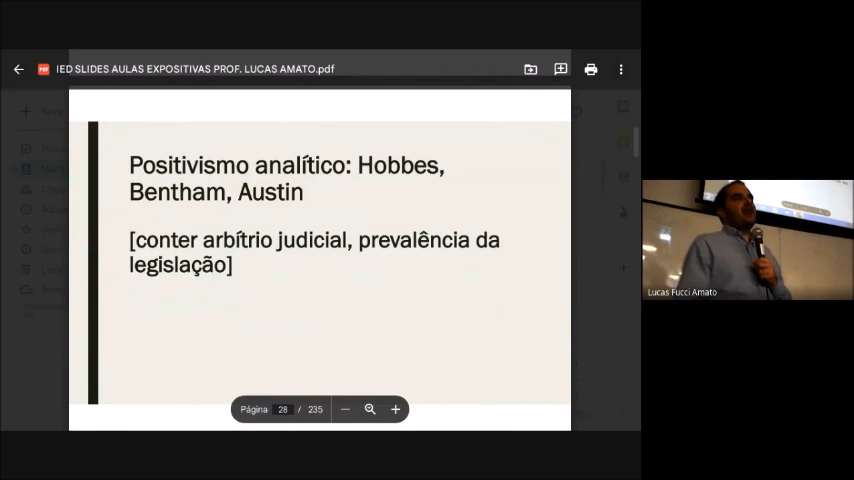 IED SLIDES AULAS EXPOSITIVAS PROF. LUCAS AMATO.pdf
Positivismo analítico: Hobbes,
Bentham, Austin
[conter arbítrio judicial, prevalência da
legislação]
Página 28 / 235
Lucas Fucci Amato